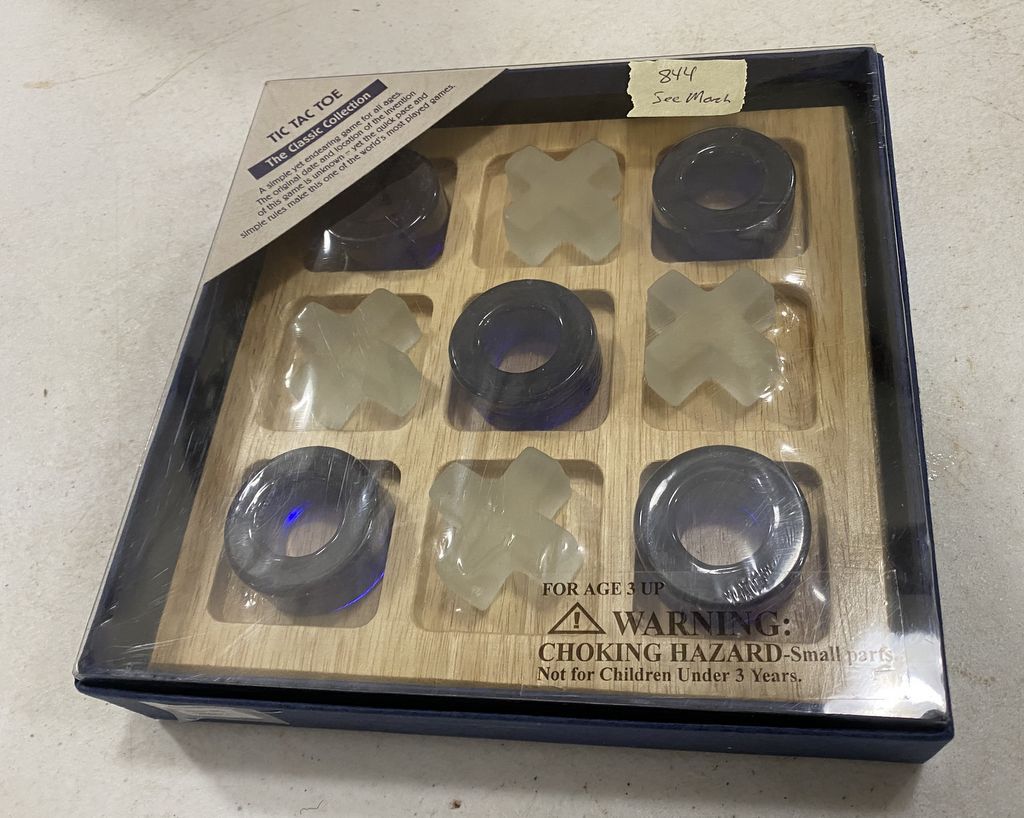 TIC TAC TOE
The Classic Collection
A simple yet endearing game for all ages.
The original date and location of the invention
of this game is unknown - yet the quick pace and
simple rules make this one of the world's most played games.
844
See
FOR AGE 3 UP
WARNING:
CHOKING HAZARD-Small parts.
Not for Children Under 3 Years.